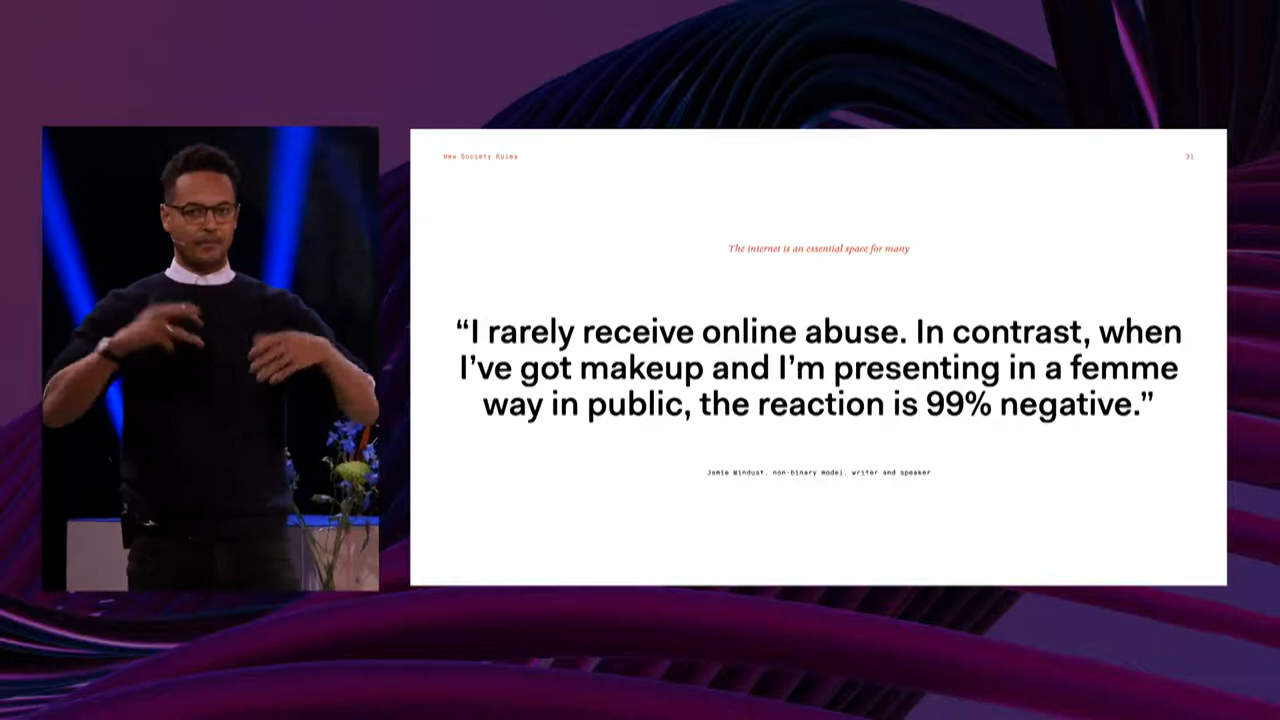 New Society Rules
31
The internet is an essential space for many
“I rarely receive online abuse. In contrast, when
I’ve got makeup and I’m presenting in a femme
way in public, the reaction is 99% negative.”
Jamie Windust, non-binary model, writer and speaker